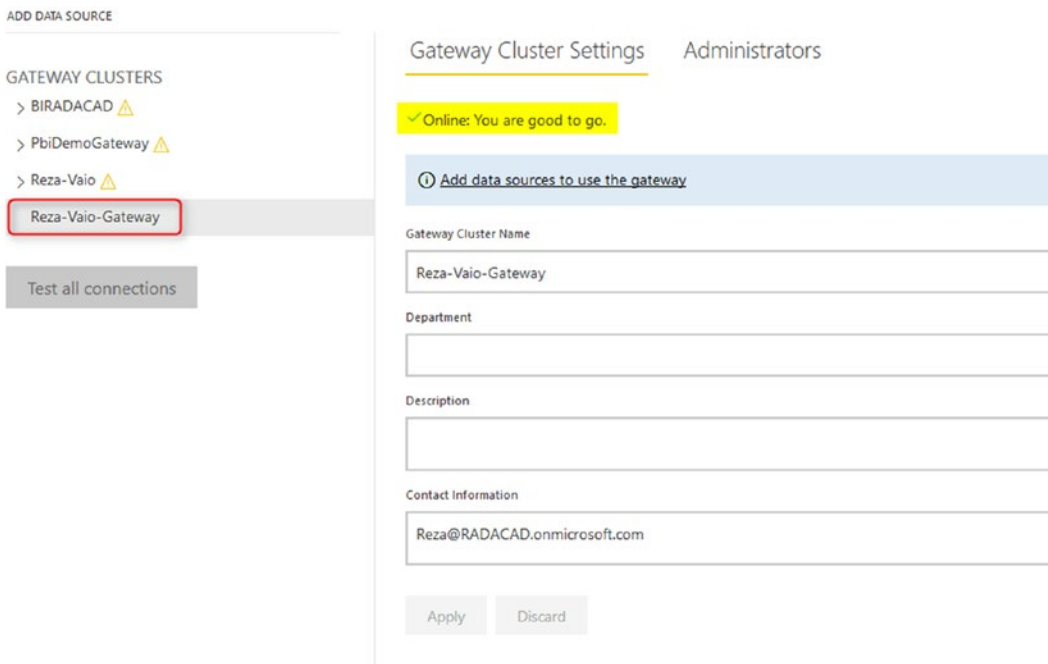 ADD DATA SOURCE
GATEWAY CLUSTERS
BIRADACAD
PbiDemoGateway
Reza-Vaio
Reza-Vaio-Gateway
Test all connections
Gateway Cluster Settings
Administrators
Online: You are good to go.
Add data sources to use the gateway
Gateway Cluster Name
Reza-Vaio-Gateway
Department
Description
Contact Information
Reza@RADACAD.onmicrosoft.com
Apply
Discard